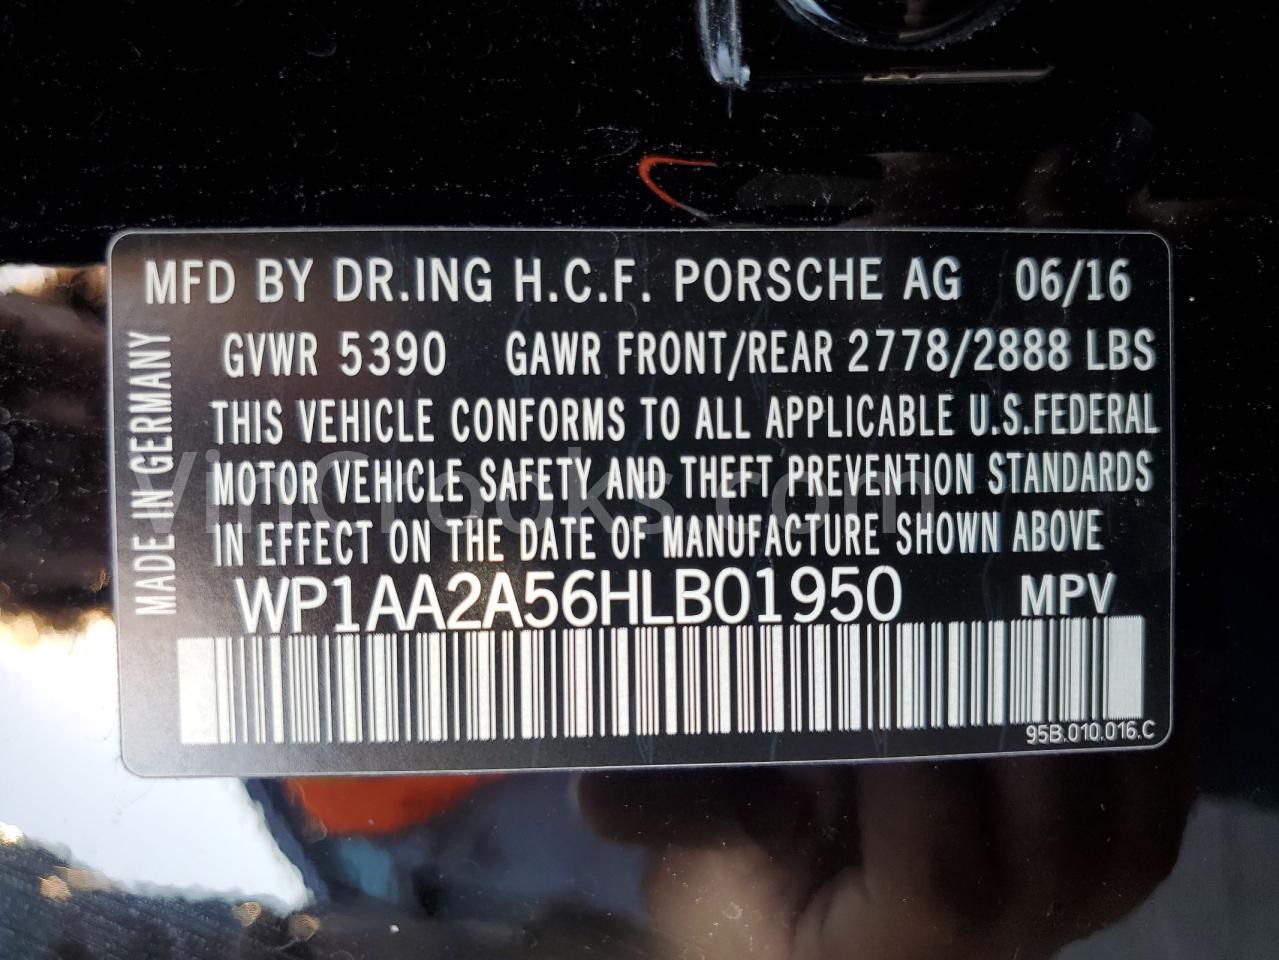 MFD BY DR.ING H.C.F. PORSCHE AG 06/16
GVWR 5390 GAWR FRONT/REAR 2778/2888 LBS
THIS VEHICLE CONFORMS TO ALL APPLICABLE U.S.FEDERAL
MOTOR VEHICLE SAFETY AND THEFT PREVENTION STANDARDS
IN EFFECT ON THE DATE OF MANUFACTURE SHOWN ABOVE
WP1AA2A56HLB01950 MPV
95B.010.016.C
MADE IN GERMANY
VinCrooks.com